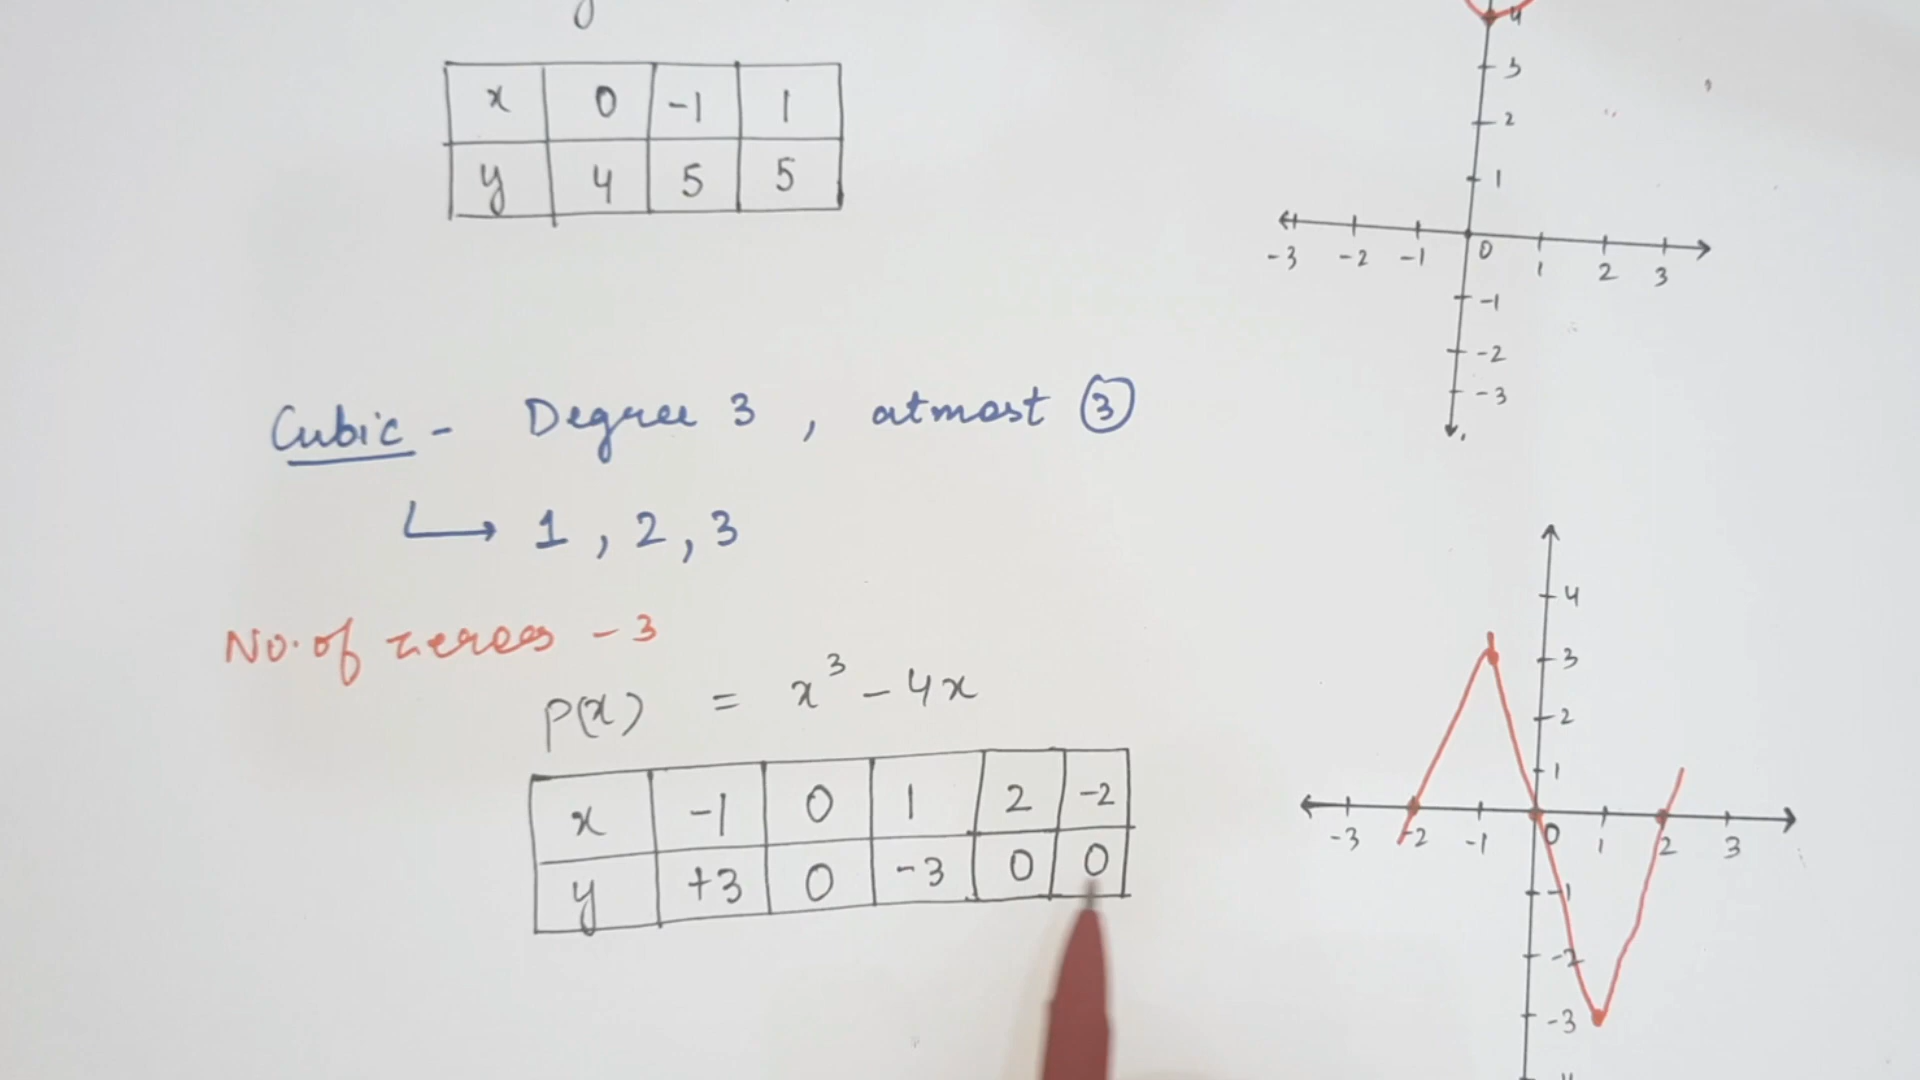 x 0 -1 1
y 4 5 5
4
3
2
1
-3 -2 -1 0 1 2 3
-1
-2
-3
Cubic - Degree 3 , atmost 3
1 , 2 , 3
No. of zeroes - 3
p(x) = x³ - 4x
x -1 0 1 2 -2
y +3 0 -3 0 0
4
3
2
1
-3 -2 -1 0 1 2 3
-1
-2
-3